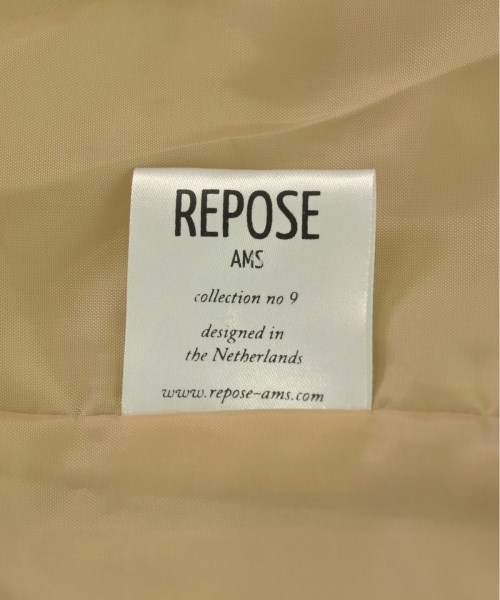 REPOSE
AMS
collection no 9
designed in
the Netherlands
www.repose-ams.com